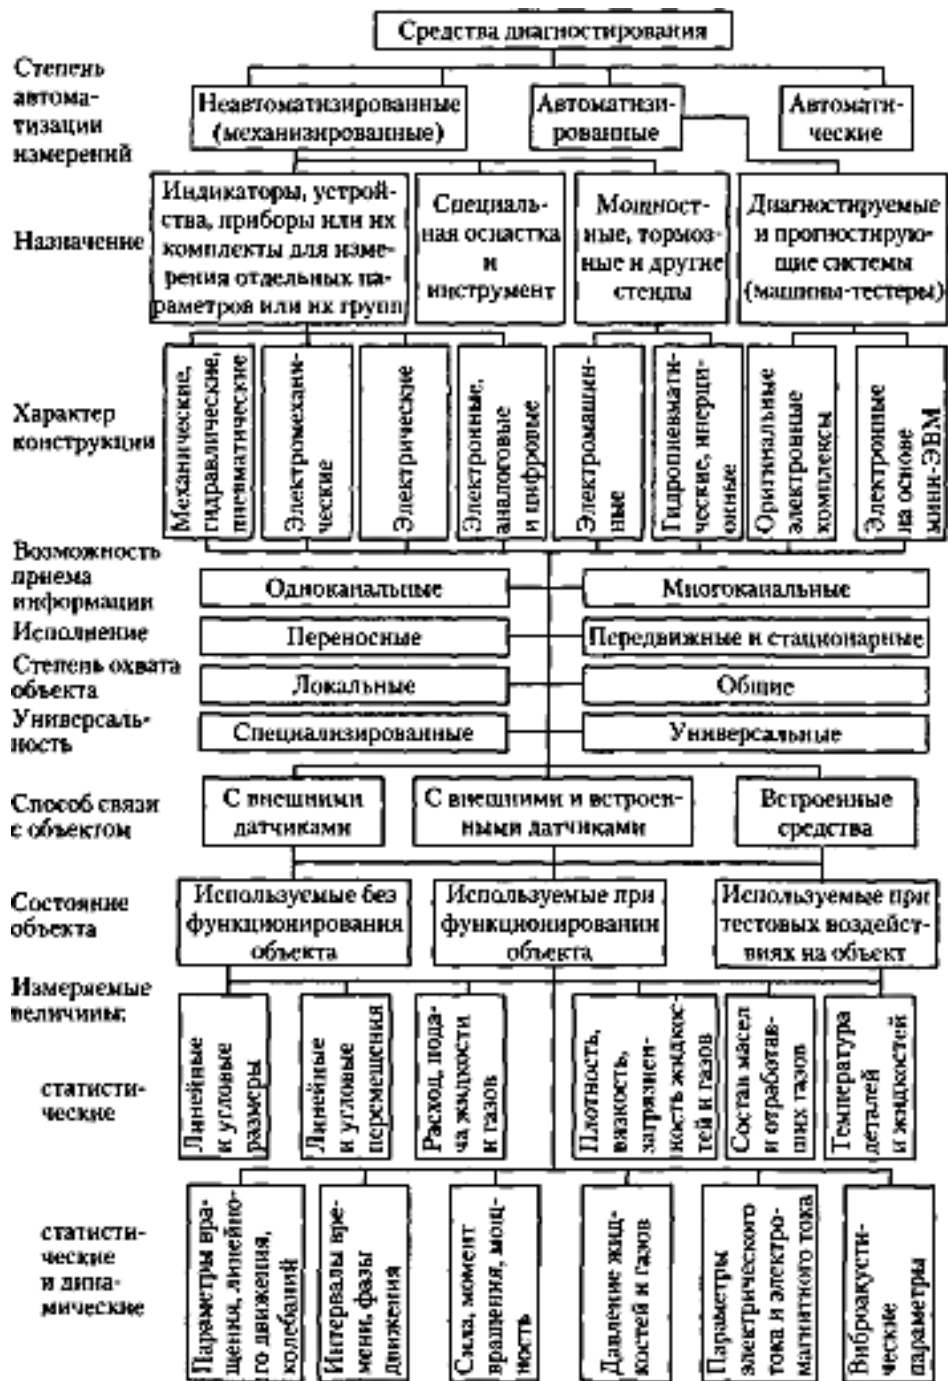 Средства диагностирования
Степень
автома-
тизации
измерений
Неавтоматизированные
(механизированные)
Автоматизи-
рованные
Автомати-
ческие
Назначение
Индикаторы, устрой-
ства, приборы или их
комплекты для изме-
рения отдельных па-
раметров или их групп
Специаль-
ная оснастка
и
инструмент
Мощност-
ные, тормоз-
ные и другие
стенды
Диагностируемые
и прогностирую-
щие системы
(машины-тестеры)
Характер
конструкции
Механические,
гидравлические,
пневматические
Электромехани-
ческие
Электрические
Электронные,
аналоговые
и цифровые
Электромашин-
ные
Гидропневмати-
ческие, инерци-
онные
Оригинальные
электронные
комплексы
Электронные
на основе
мини-ЭВМ
Возможность
приема
информации
Одноканальные
Многоканальные
Исполнение
Переносные
Передвижные и стационарные
Степень охвата
объекта
Локальные
Общие
Универсаль-
ность
Специализированные
Универсальные
Способ связи
с объектом
С внешними
датчиками
С внешними и встроен-
ными датчиками
Встроенные
средства
Состояние
объекта
Используемые без
функционирования
объекта
Используемые при
функционировании
объекта
Используемые при
тестовых воздейст-
виях на объект
Измеряемые
величины:
статисти-
ческие
Линейные
и угловые
размеры
Линейные
и угловые
перемещения
Расход, пода-
ча жидкости
и газов
Плотность,
вязкость,
загрязнен-
ность жидкос-
тей и газов
Состав масел
и отработав-
ших газов
Температура
деталей
и жидкостей
статисти-
ческие
и дина-
мические
Параметры вра-
щения, линейно-
го движения,
колебаний
Интервалы вре-
мени, фазы
движения
Сила, момент
вращения, мощ-
ность
Давление жид-
костей и газов
Параметры
электрического
тока и электро-
магнитного тока
Виброакусти-
ческие
параметры